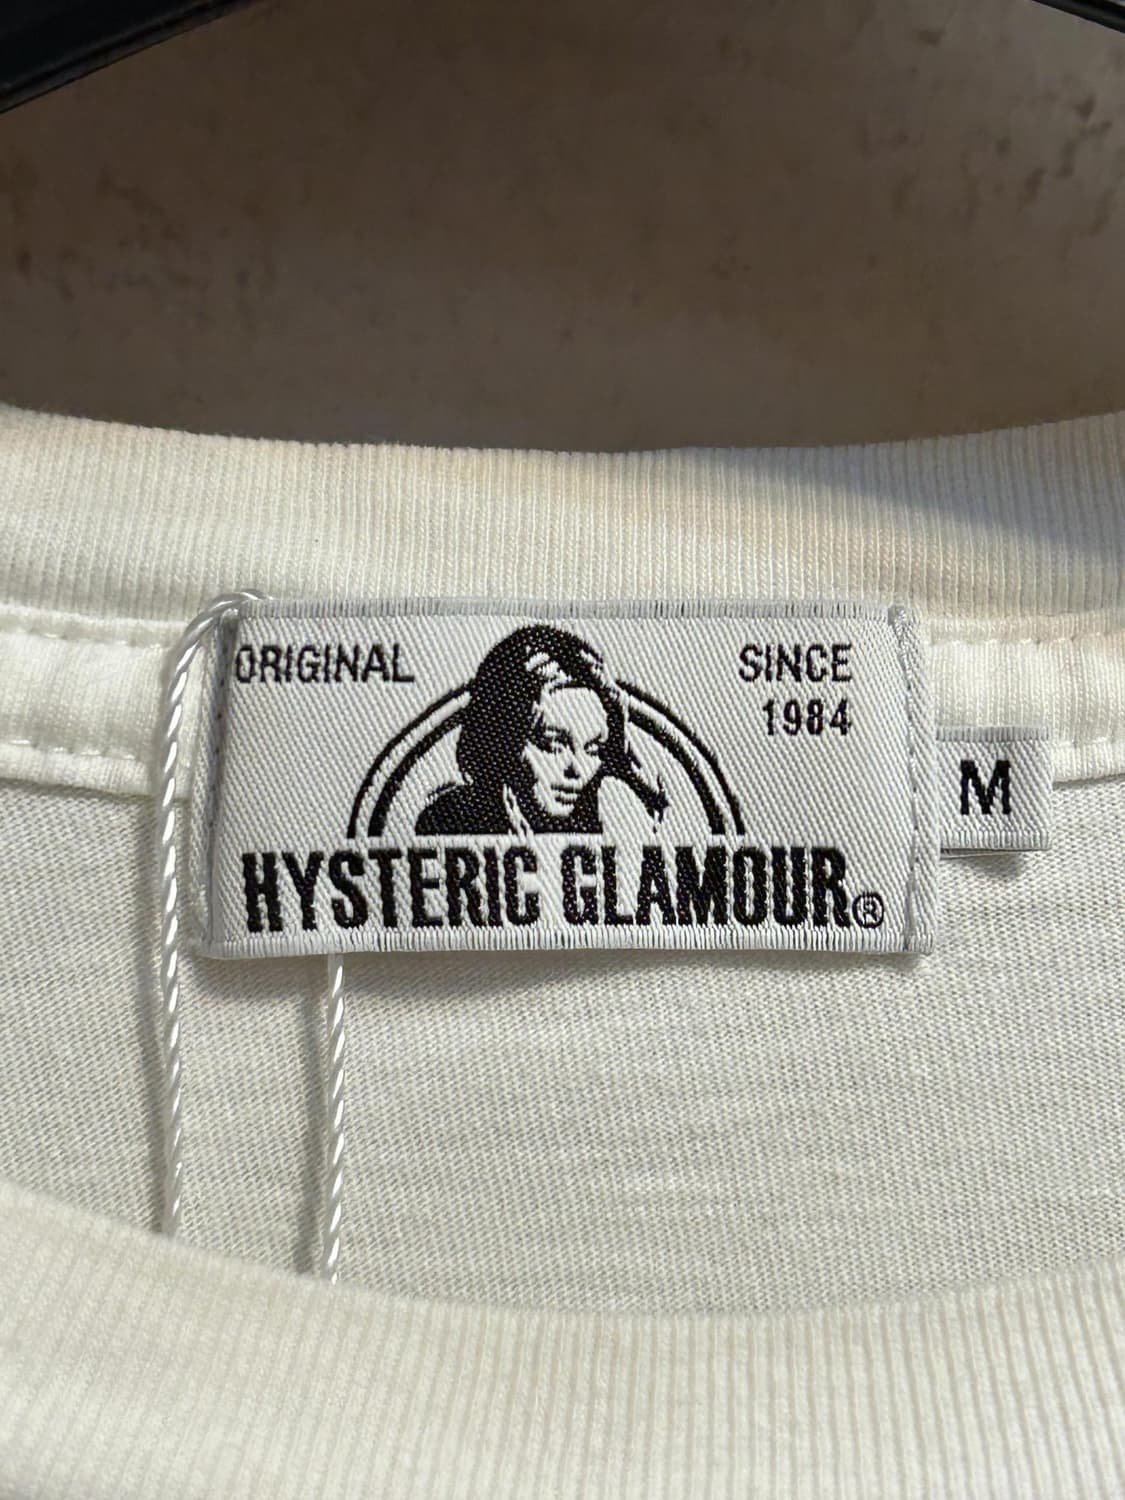 ORIGINAL
SINCE
1984
HYSTERIC GLAMOUR®
M